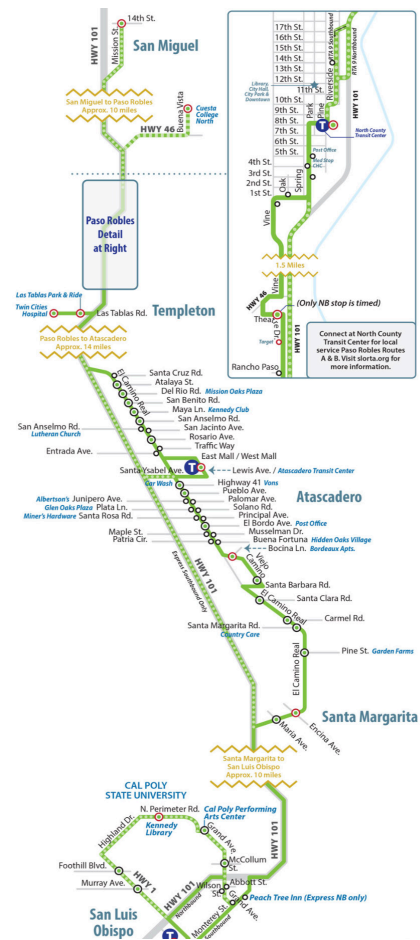 14th St.
Mission St.
San Miguel
HWY 101
San Miguel to Paso Robles
Approx. 10 miles
Buena Vista
Cuesta
College
North
HWY 46
Paso Robles
Detail
at Right
Las Tablas Park & Ride
Twin Cities
Hospital
Las Tablas Rd.
Templeton
Paso Robles to Atascadero
Approx. 14 miles
17th St.
16th St.
15th St.
14th St.
13th St.
12th St.
Library,
City Hall,
City Park &
Downtown
11th St.
10th St.
9th St.
8th St.
7th St.
6th St.
5th St.
4th St.
3rd St.
2nd St.
1st St.
Park
Pine
Riverside
RTA 9 Southbound
RTA 9 Northbound
HWY 101
T
North County
Transit Center
Post Office
Med Stop
CHC
Spring
Oak
Vine
1.5 Miles
Vine
HWY 46
(Only NB stop is timed)
Theater Dr.
Target
HWY 101
Rancho Paso
Connect at North County
Transit Center for local
service Paso Robles Routes
A & B. Visit slorta.org for
more information.
El Camino Real
Santa Cruz Rd.
Atalaya St.
Del Rio Rd. Mission Oaks Plaza
San Benito Rd.
Maya Ln. Kennedy Club
San Anselmo Rd.
San Anselmo Rd.
Lutheran Church
San Jacinto Ave.
Rosario Ave.
Traffic Way
Entrada Ave.
East Mall / West Mall
Santa Ysabel Ave.
T
Lewis Ave. / Atascadero Transit Center
Car Wash
Highway 41 Vons
Pueblo Ave.
Atascadero
Albertson's Junipero Ave.
Palomar Ave.
Glen Oaks Plaza Plata Ln.
Solano Rd.
Miner's Hardware Santa Rosa Rd.
Principal Ave.
El Bordo Ave. Post Office
Musselman Dr.
Maple St.
Buena Fortuna Hidden Oaks Village
Patria Cir.
Bocina Ln. Bordeaux Apts.
Viejo
Camino
HWY 101
Express Southbound Only
Santa Barbara Rd.
Santa Clara Rd.
El Camino Real
Carmel Rd.
Santa Margarita Rd.
Country Care
El Camino Real
Pine St. Garden Farms
Santa Margarita
Maria Ave.
Encina Ave.
Santa Margarita to
San Luis Obispo
Approx. 10 miles
CAL POLY
STATE UNIVERSITY
N. Perimeter Rd.
Kennedy
Library
Cal Poly Performing
Arts Center
Highland Dr.
Grand Ave.
HWY 101
McCollum
St.
Foothill Blvd.
Murray Ave.
HWY 1
HWY 101
Northbound
Wilson
St.
Abbott St.
Grand Ave.
Peach Tree Inn (Express NB only)
Monterey St.
Southbound
San Luis
Obispo
T